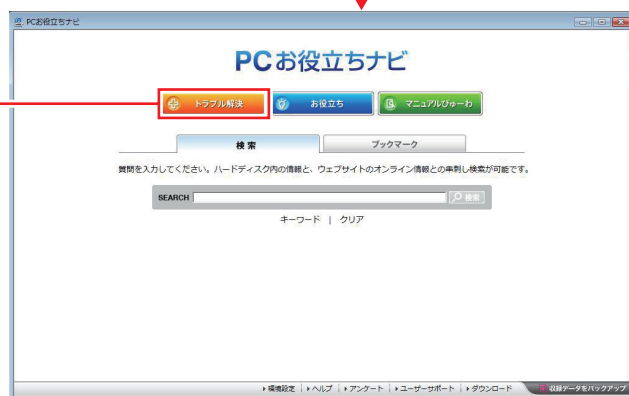 PCお役立ちナビ
PCお役立ちナビ
トラブル解決 お役立ち マニュアルびゅーわ
検索 ブックマーク
質問を入力してください。ハードディスク内の情報と、ウェブサイトのオンライン情報との串刺し検索が可能です。
SEARCH 検索
キーワード | クリア
環境設定 | ヘルプ | アンケート | ユーザーサポート | ダウンロード 収録データをバックアップ